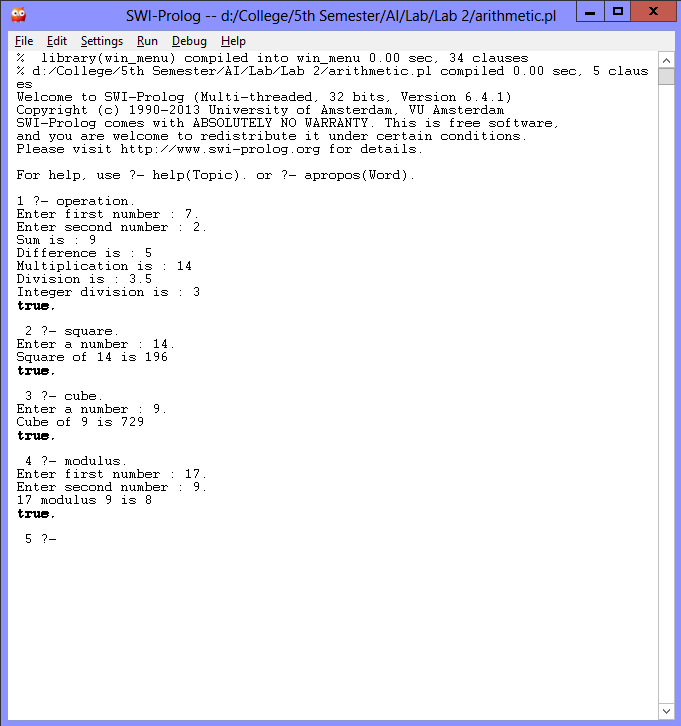 SWI-Prolog -- d:/College/5th Semester/AI/Lab/Lab 2/arithmetic.pl
File Edit Settings Run Debug Help
%  library(win_menu) compiled into win_menu 0.00 sec, 34 clauses
% d:/College/5th Semester/AI/Lab/Lab 2/arithmetic.pl compiled 0.00 sec, 5 claus
es
Welcome to SWI-Prolog (Multi-threaded, 32 bits, Version 6.4.1)
Copyright (c) 1990-2013 University of Amsterdam, VU Amsterdam
SWI-Prolog comes with ABSOLUTELY NO WARRANTY. This is free software,
and you are welcome to redistribute it under certain conditions.
Please visit http://www.swi-prolog.org for details.
For help, use ?- help(Topic). or ?- apropos(Word).
1 ?- operation.
Enter first number : 7.
Enter second number : 2.
Sum is : 9
Difference is : 5
Multiplication is : 14
Division is : 3.5
Integer division is : 3
true.
2 ?- square.
Enter a number : 14.
Square of 14 is 196
true.
3 ?- cube.
Enter a number : 9.
Cube of 9 is 729
true.
4 ?- modulus.
Enter first number : 17.
Enter second number : 9.
17 modulus 9 is 8
true.
5 ?-